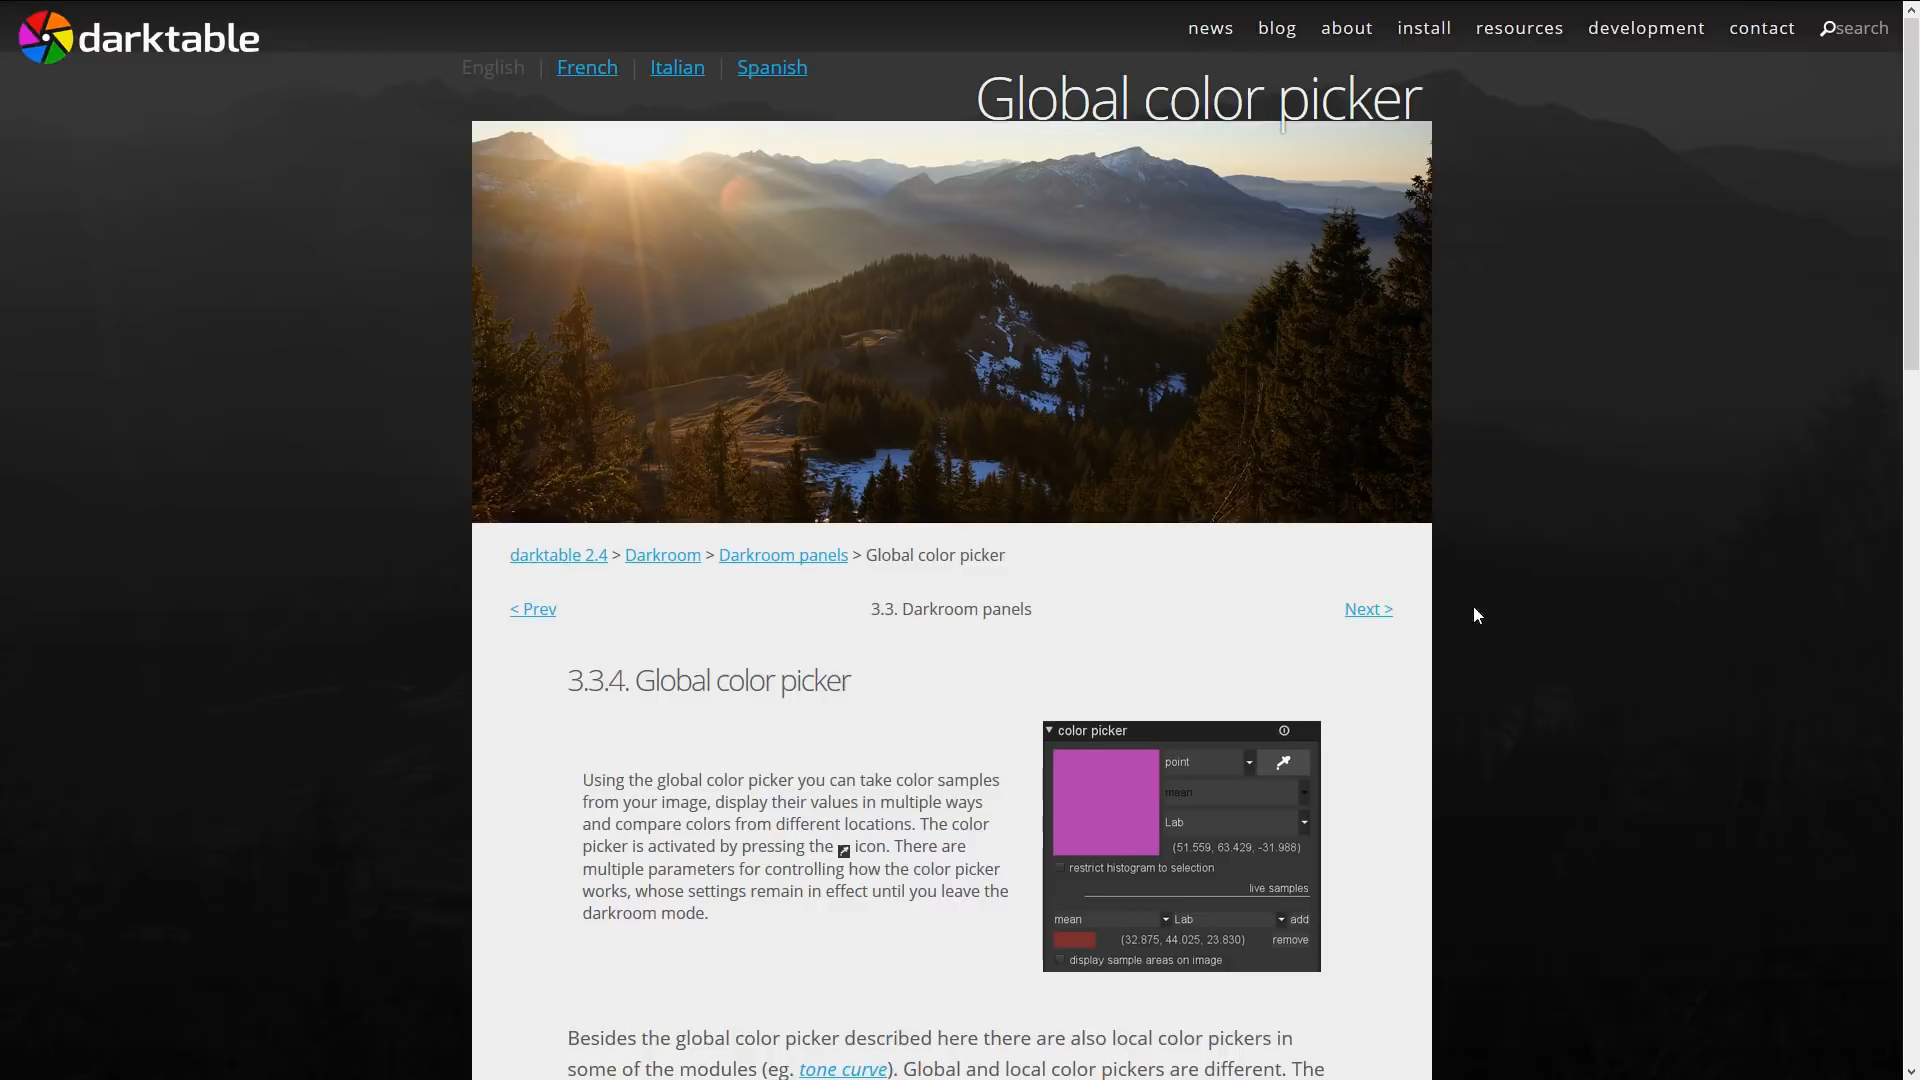 darktable
news blog about install resources development contact search
English | French | Italian | Spanish
Global color picker
darktable 2.4 > Darkroom > Darkroom panels > Global color picker
< Prev 3.3. Darkroom panels Next >
3.3.4. Global color picker
Using the global color picker you can take color samples
from your image, display their values in multiple ways
and compare colors from different locations. The color
picker is activated by pressing the icon. There are
multiple parameters for controlling how the color picker
works, whose settings remain in effect until you leave the
darkroom mode.
color picker
point
mean
Lab
(51.559, 63.429, -31.988)
restrict histogram to selection
live samples
mean Lab add
(32.875, 44.025, 23.830) remove
display sample areas on image
Besides the global color picker described here there are also local color pickers in
some of the modules (eg. tone curve). Global and local color pickers are different. The